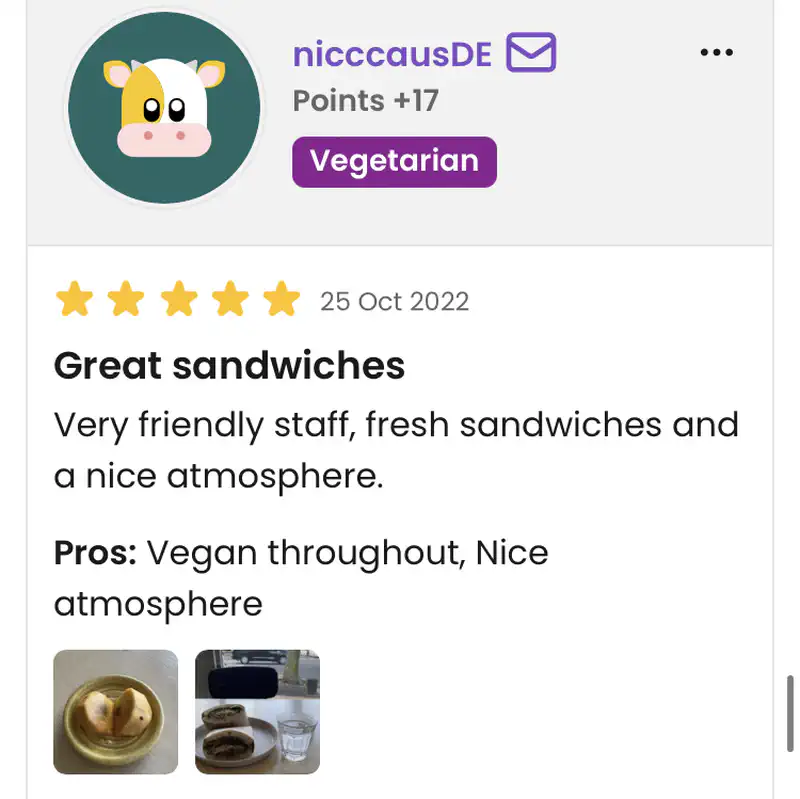 nicccausDE
Points +17
Vegetarian
25 Oct 2022
Great sandwiches
Very friendly staff, fresh sandwiches and
a nice atmosphere.
Pros: Vegan throughout, Nice
atmosphere